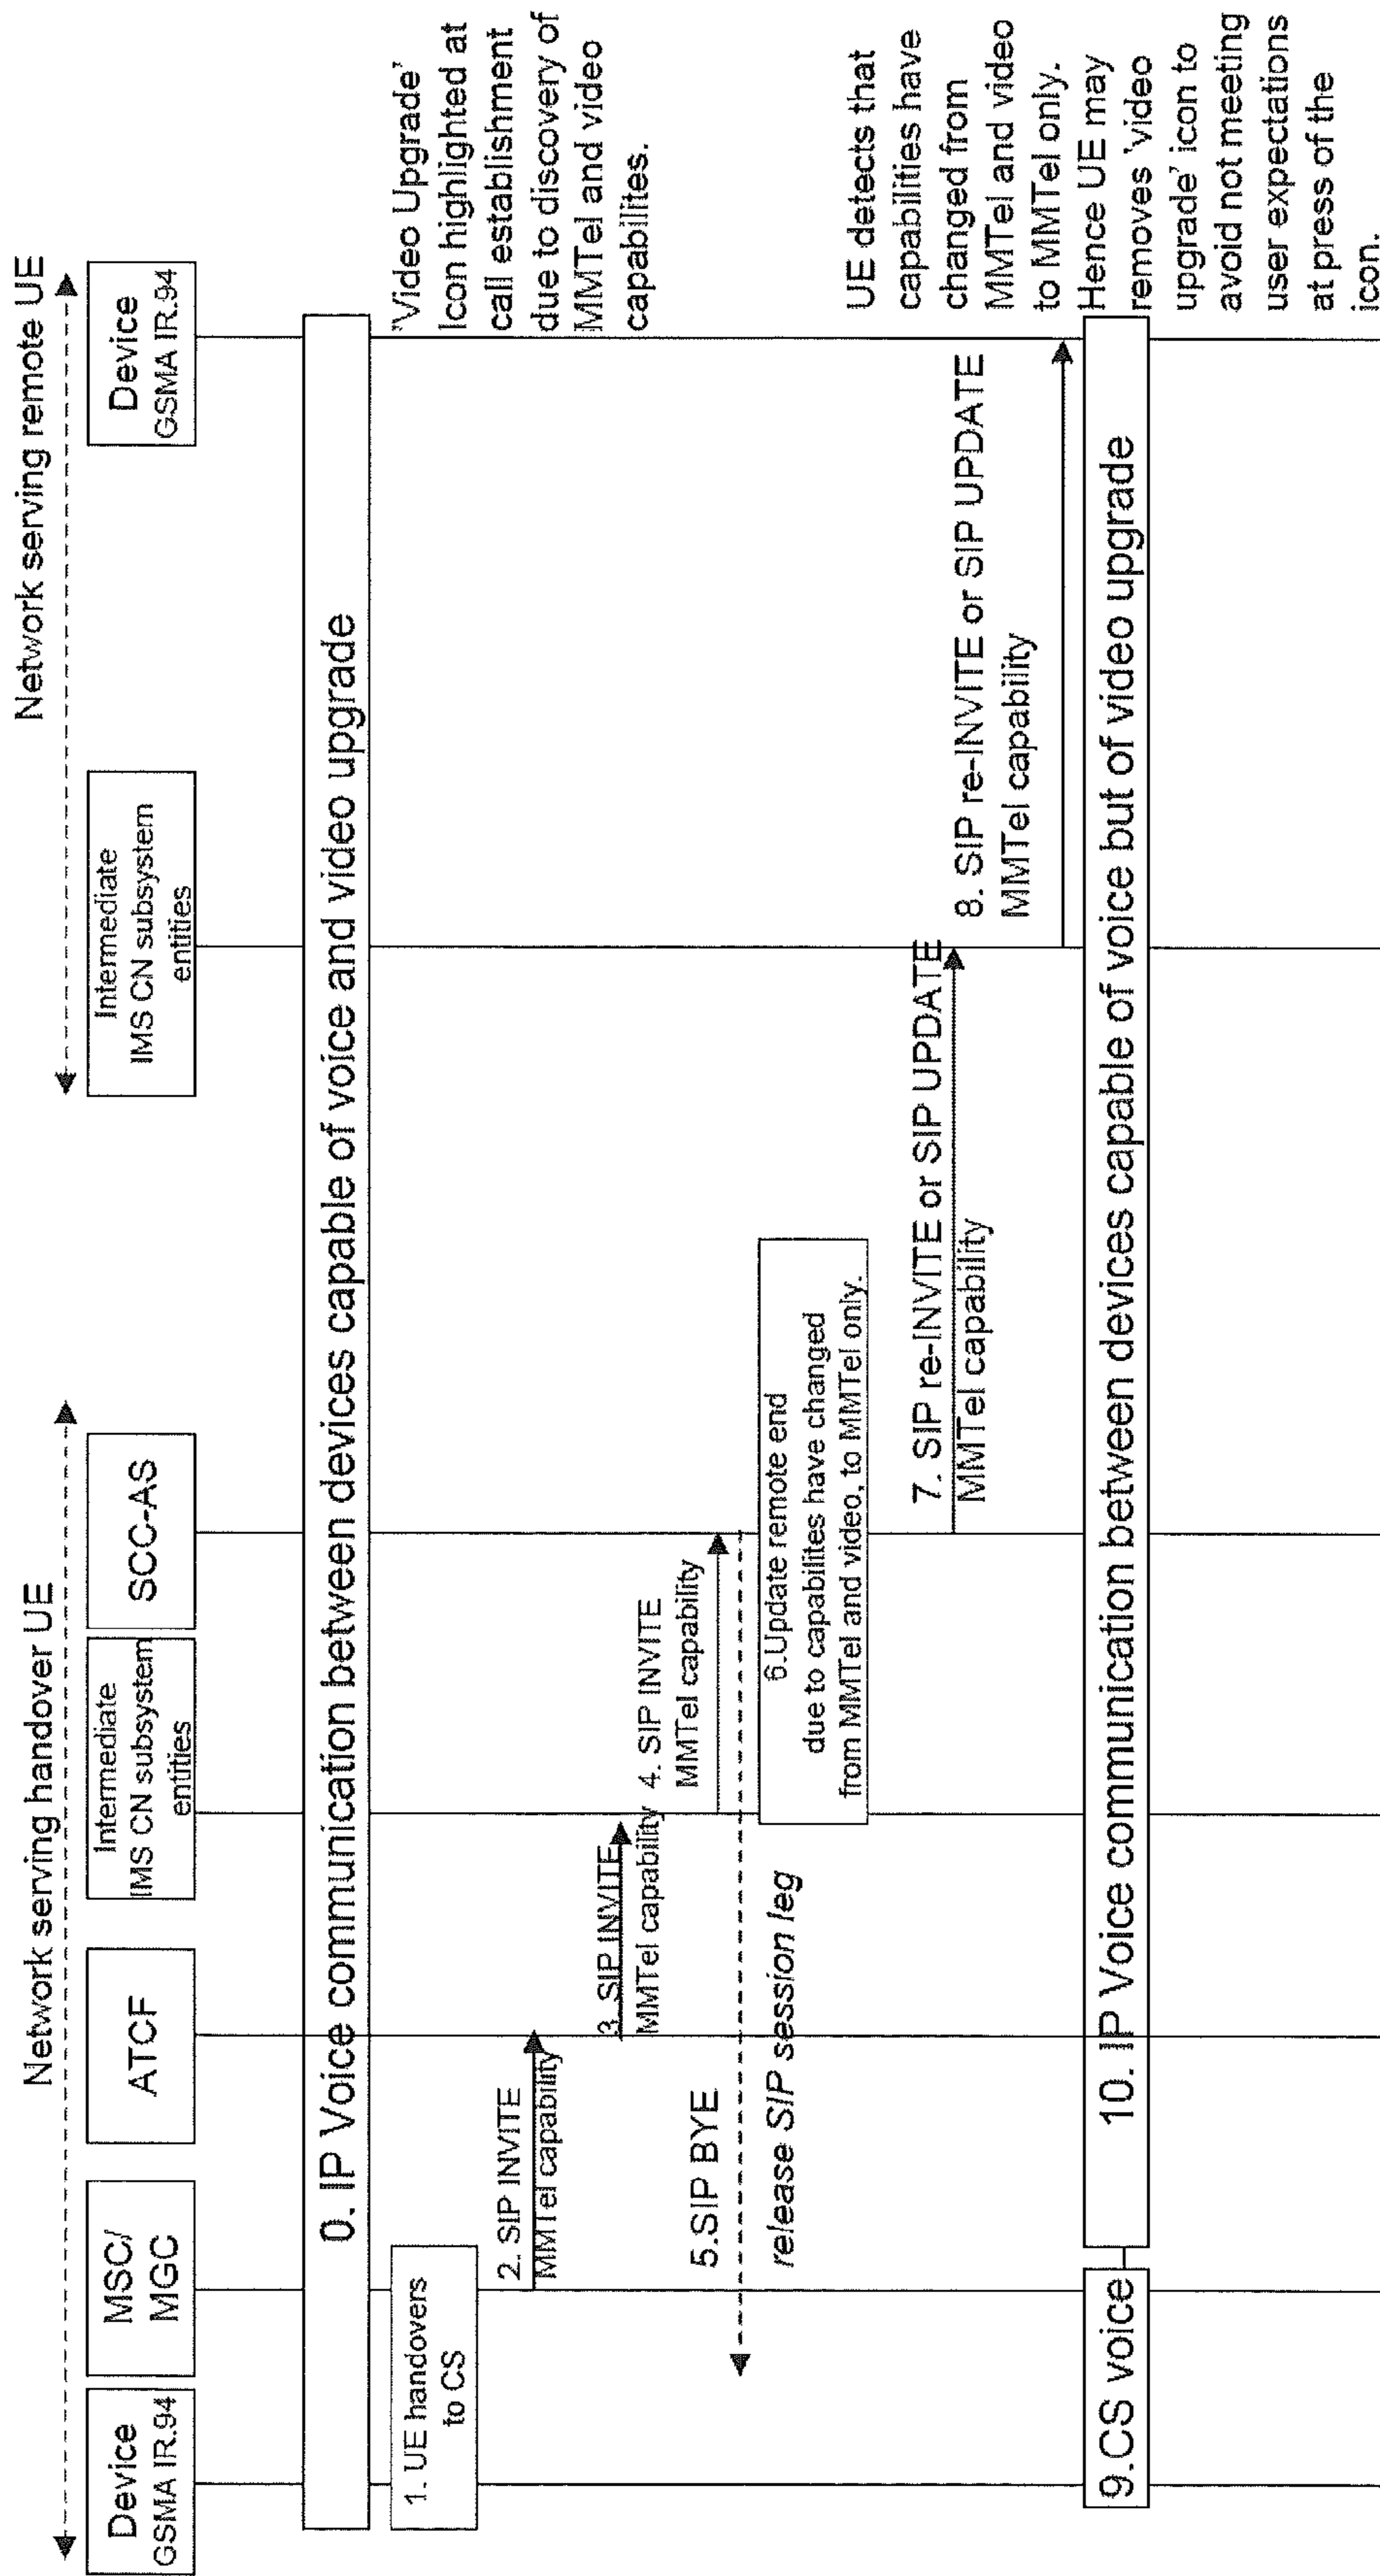 Network serving handover UE
Network serving remote UE
Device
GSMA IR.94
MSC/
MGC
ATCF
Intermediate
IMS CN subsystem
entities
SCC-AS
Intermediate
IMS CN subsystem
entities
Device
GSMA IR.94
0. IP Voice communication between devices capable of voice and video upgrade
'Video Upgrade'
Icon highlighted at
call establishment
due to discovery of
MMTel and video
capabilites.
1. UE handovers
to CS
2. SIP INVITE
MMTel capability
3. SIP INVITE
MMTel capability
4. SIP INVITE
MMTel capability
5.SIP BYE
release SIP session leg
6.Update remote end
due to capabilites have changed
from MMTel and video, to MMTel only.
7. SIP re-INVITE or SIP UPDATE
MMTel capability
8. SIP re-INVITE or SIP UPDATE
MMTel capability
UE detects that
capabilities have
changed from
MMTel and video
to MMTel only.
Hence UE may
removes 'video
upgrade' icon to
avoid not meeting
user expectations
at press of the
icon.
9.CS voice
10. IP Voice communication between devices capable of voice but of video upgrade